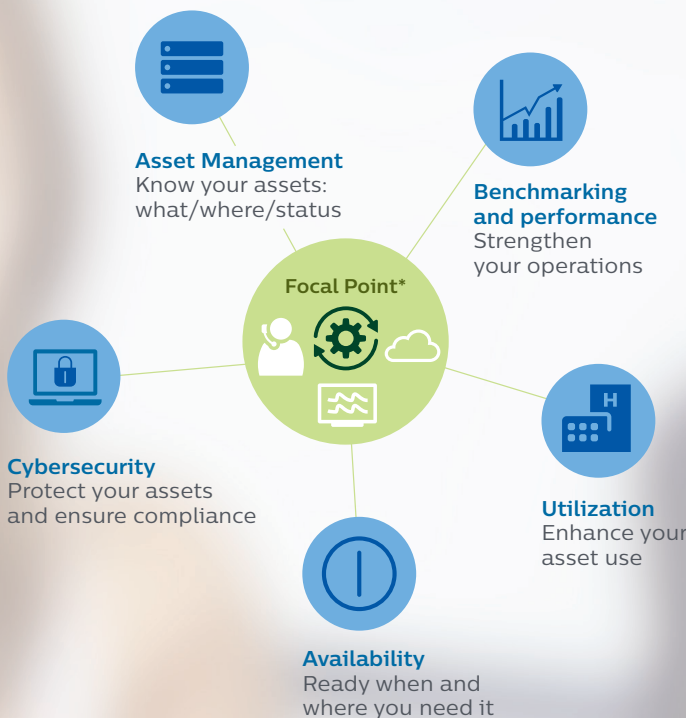 Asset Management
Know your assets:
what/where/status
Benchmarking
and performance
Strengthen
your operations
Focal Point*
Cybersecurity
Protect your assets
and ensure compliance
H
Utilization
Enhance your
asset use
Availability
Ready when and
where you need it